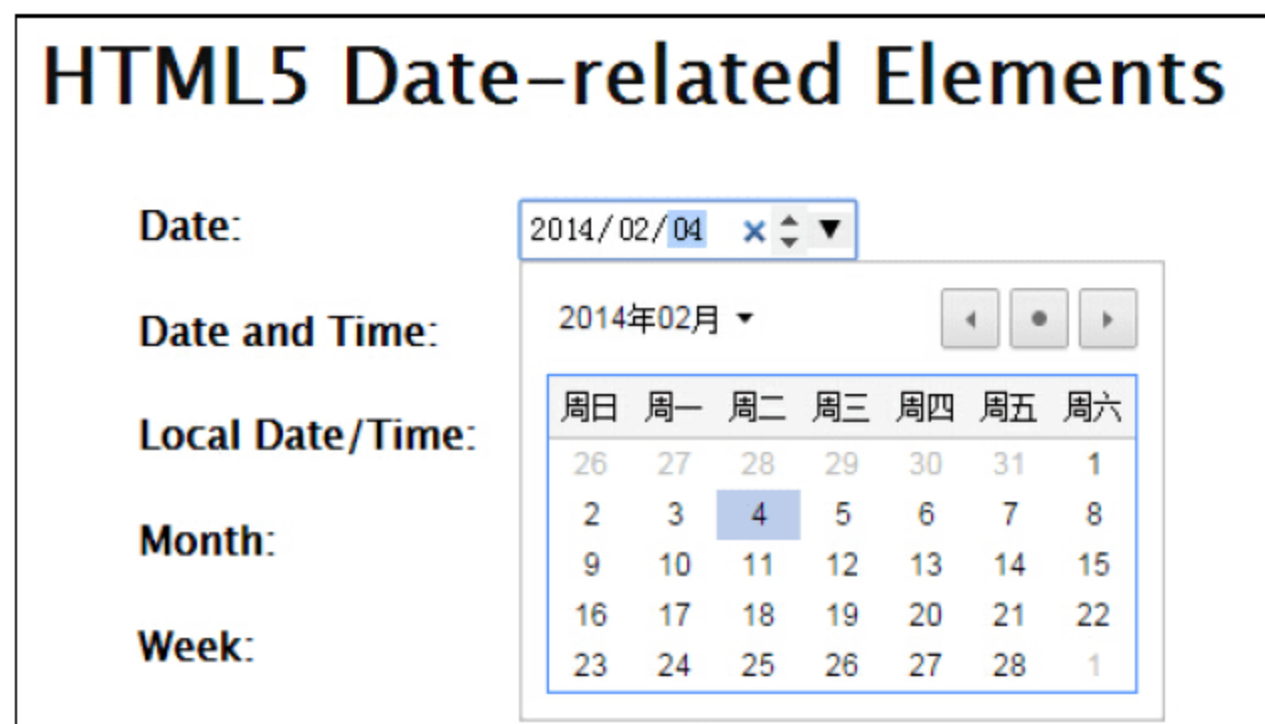 HTML5 Date-related Elements
Date:
2014/02/04
Date and Time:
2014年02月
Local Date/Time:
周日 周一 周二 周三 周四 周五 周六
26 27 28 29 30 31 1
2 3 4 5 6 7 8
Month:
9 10 11 12 13 14 15
16 17 18 19 20 21 22
Week:
23 24 25 26 27 28 1